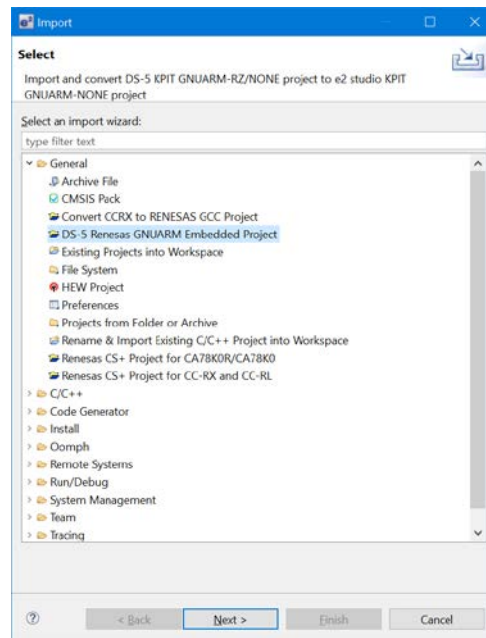 e² Import
Select
Import and convert DS-5 KPIT GNUARM-RZ/NONE project to e2 studio KPIT
GNUARM-NONE project
Select an import wizard:
type filter text
General
Archive File
CMSIS Pack
Convert CCRX to RENESAS GCC Project
DS-5 Renesas GNUARM Embedded Project
Existing Projects into Workspace
File System
HEW Project
Preferences
Projects from Folder or Archive
Rename & Import Existing C/C++ Project into Workspace
Renesas CS+ Project for CA78K0R/CA78K0
Renesas CS+ Project for CC-RX and CC-RL
C/C++
Code Generator
Install
Oomph
Remote Systems
Run/Debug
System Management
Team
Tracing
? < Back Next > Finish Cancel